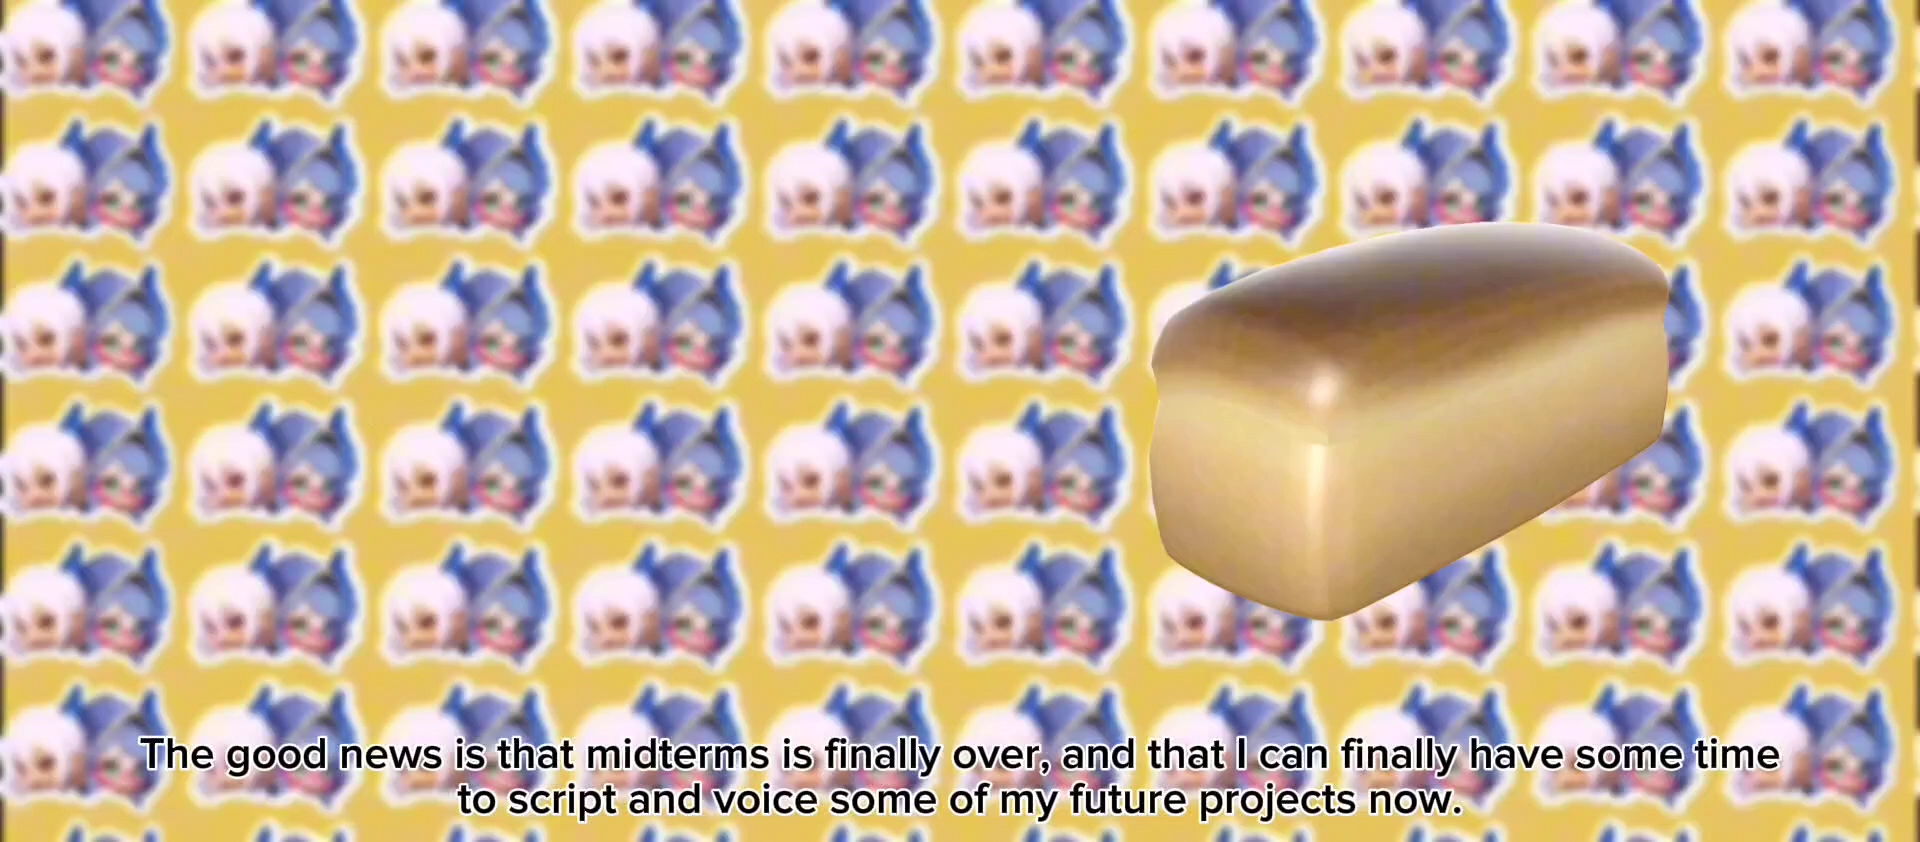 The good news is that midterms is finally over, and that I can finally have some time
to script and voice some of my future projects now.